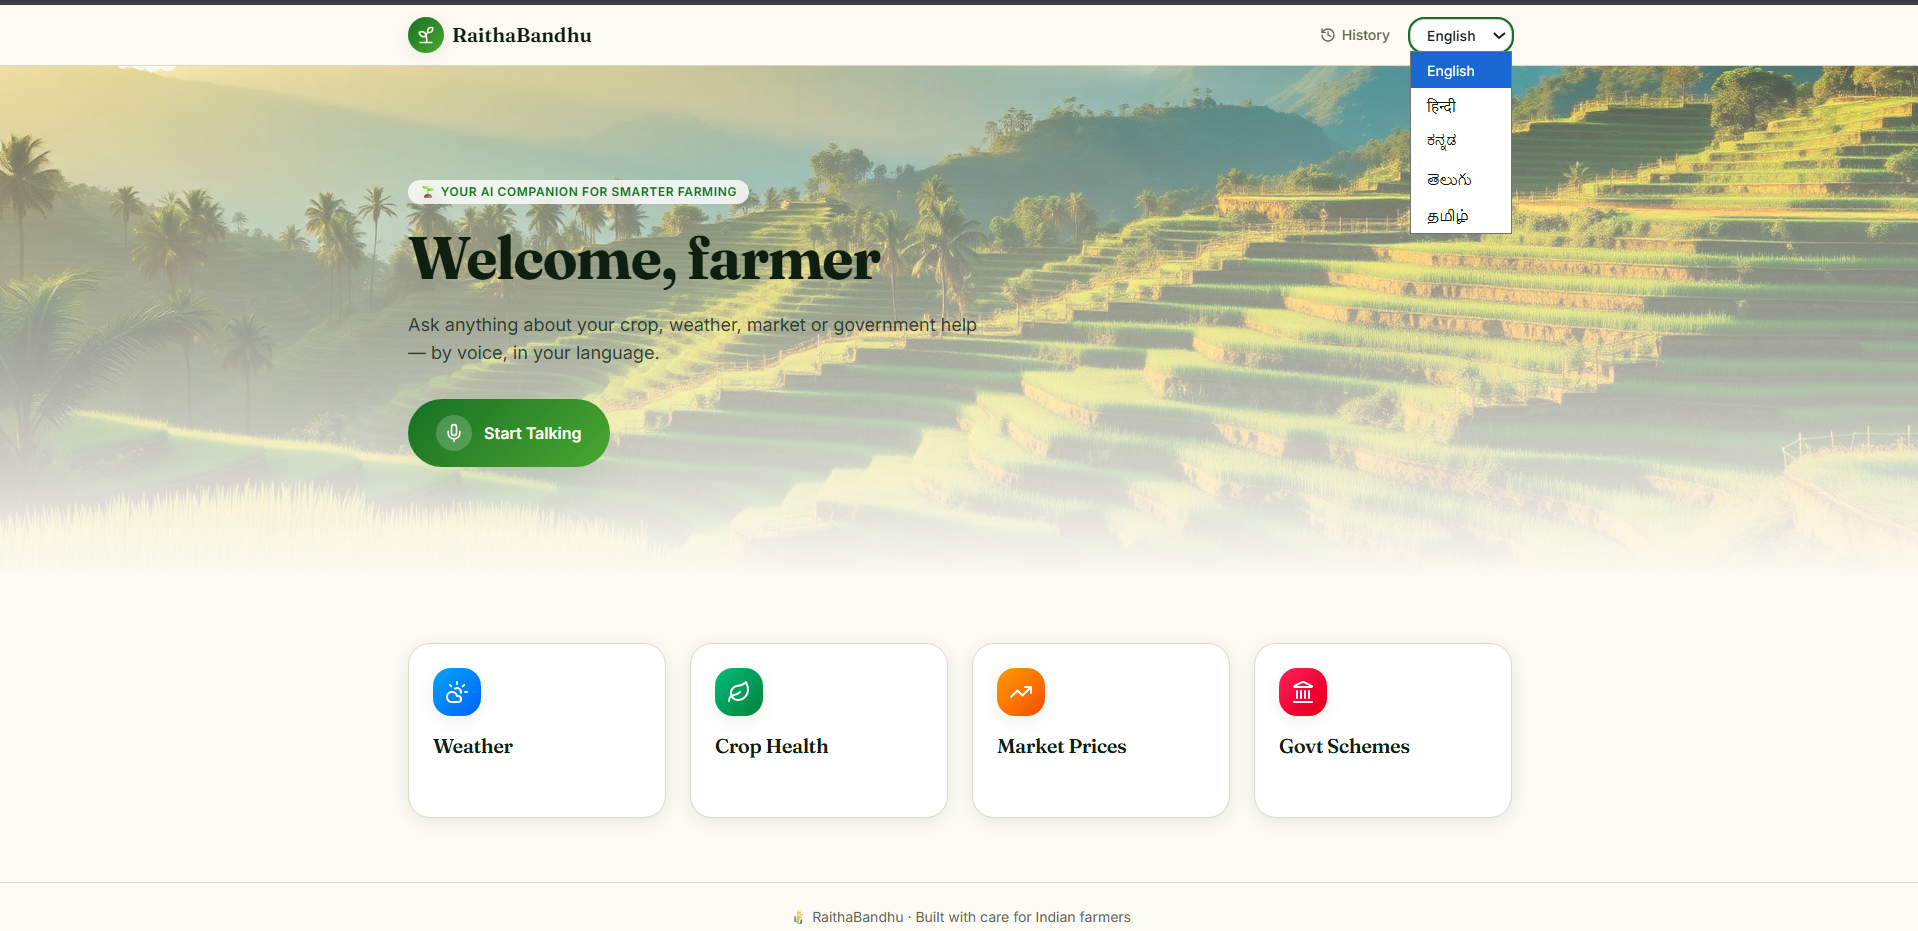 RaithaBandhu
History
English
English
हिन्दी
ಕನ್ನಡ
తెలుగు
தமிழ்
YOUR AI COMPANION FOR SMARTER FARMING
Welcome, farmer
Ask anything about your crop, weather, market or government help
— by voice, in your language.
Start Talking
Weather
Crop Health
Market Prices
Govt Schemes
RaithaBandhu · Built with care for Indian farmers